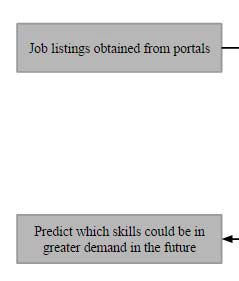 Job listings obtained from portals
Predict which skills could be in
greater demand in the future